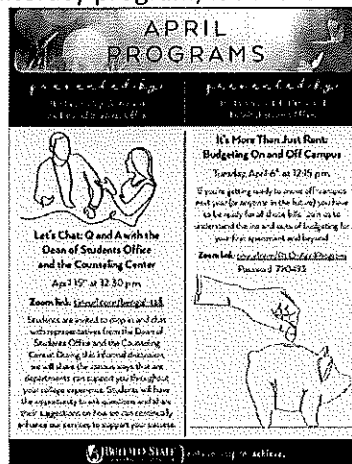 APRIL
PROGRAMS
presented by:
presented by:
Let's Chat: Q and A with the
Dean of Students Office
and the Counseling Center
April 15th at 12:30 p.m.
Zoom link:
Students are invited to drop in and chat
with representatives from the Dean of
Students Office and the Counseling
Center. During this informal discussion,
we will share the various ways that our
departments can support you throughout
your college experience. Students will have
the opportunity to ask questions and share
their suggestions on how we can continually
enhance our services to support your success.
It's More Than Just Rent:
Budgeting On and Off Campus
Tuesday, April 6th at 12:15 p.m.
If you're getting ready to move off campus
next year (or anytime in the future) you have
to be ready for all those bills. Join us to
understand the ins and outs of budgeting for
your first apartment and beyond.
Zoom link:
Password
BUFFALO STATE
to achieve.